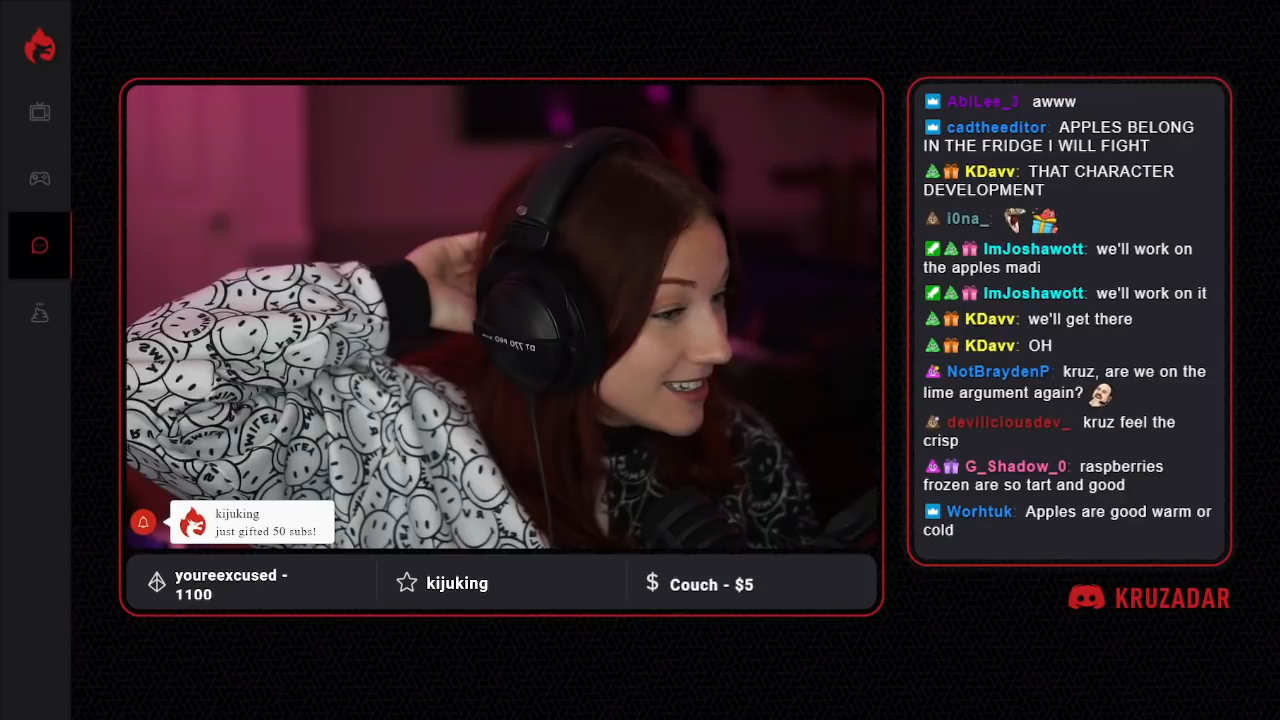 AbiLee_3 awww
cadtheeditor: APPLES BELONG
IN THE FRIDGE I WILL FIGHT
KDavv: THAT CHARACTER
DEVELOPMENT
i0na_:
ImJoshawott: we'll work on
the apples madi
ImJoshawott: we'll work on it
KDavv: we'll get there
KDavv: OH
NotBraydenP: kruz, are we on the
lime argument again?
deviliciousdev_ kruz feel the
crisp
G_Shadow_0: raspberries
frozen are so tart and good
Worhtuk: Apples are good warm or
cold
DT 770 PRO
kijuking
just gifted 50 subs!
youreexcused -
1100
kijuking
$ Couch - $5
KRUZADAR